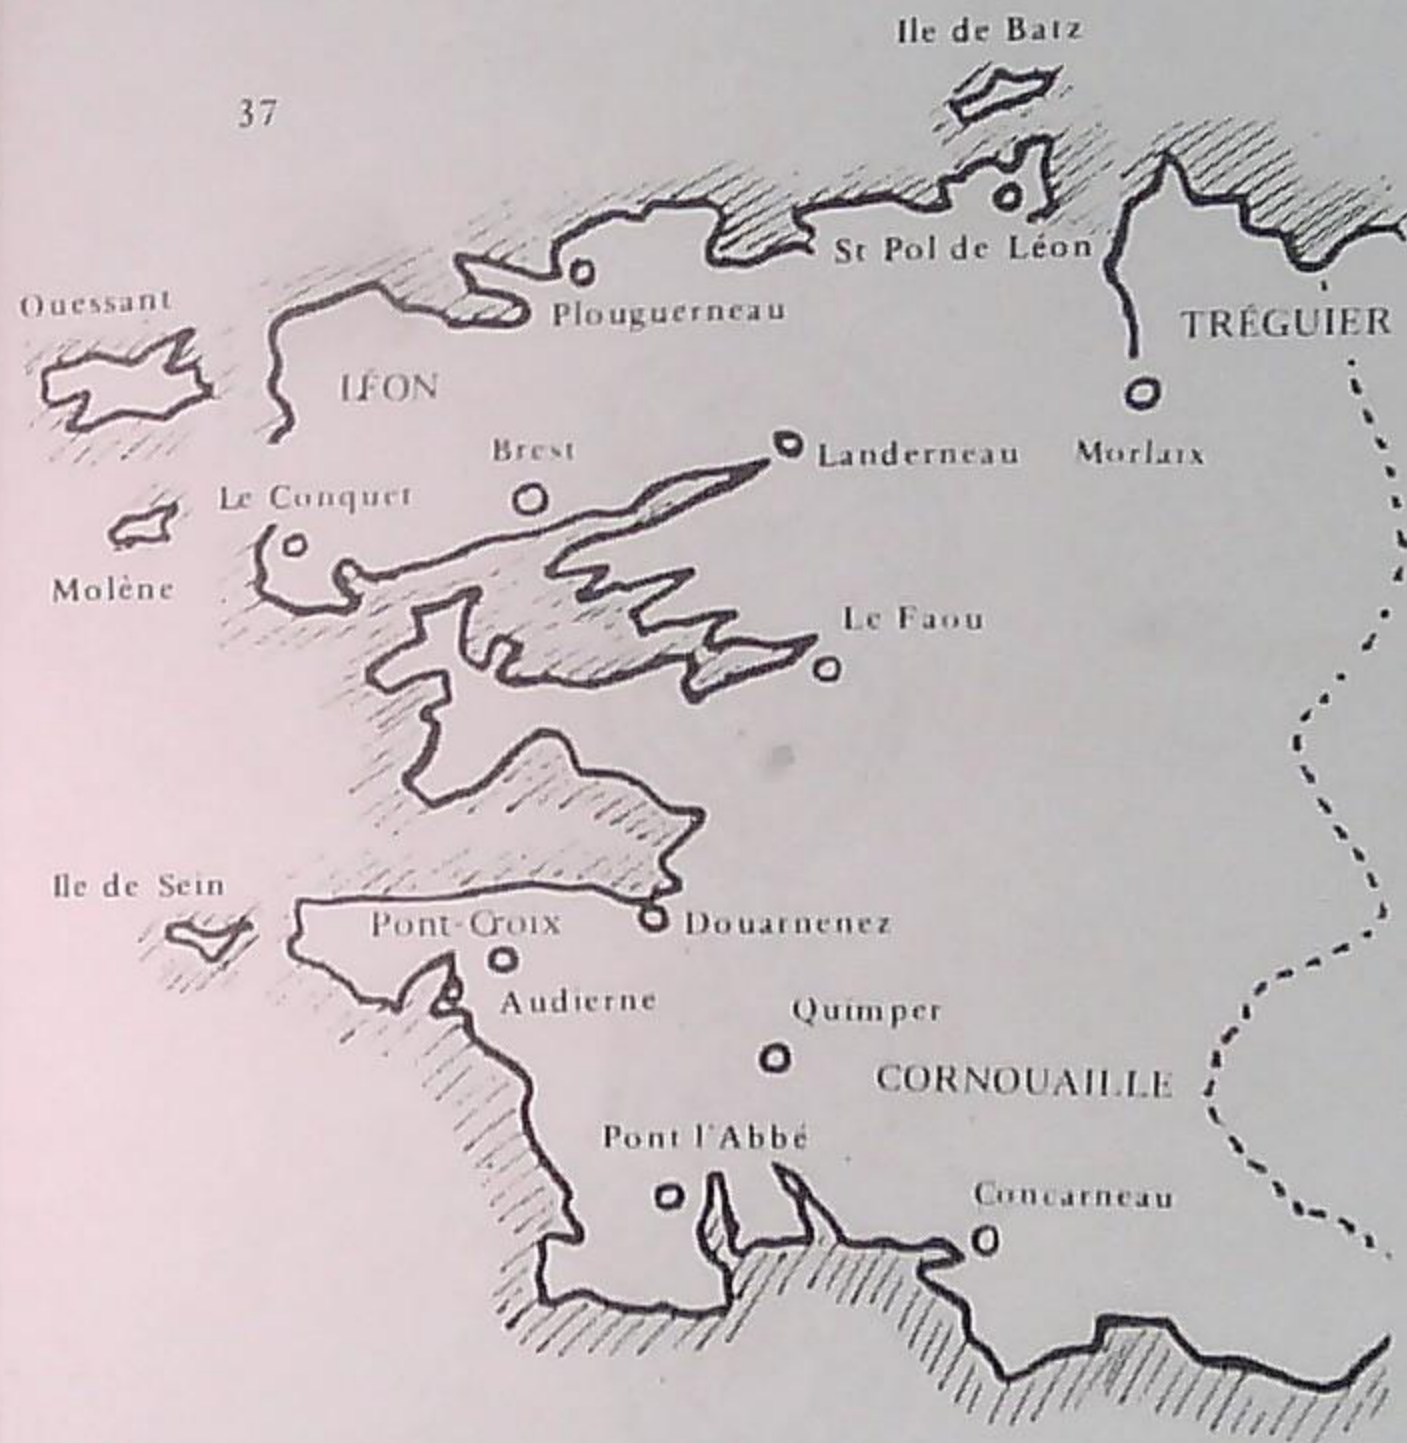 Ile de Batz
37
St Pol de Léon
Ouessant
Plouguerneau
TRÉGUIER
LÉON
Brest
Landerneau
Morlaix
Le Conquet
Molène
Le Faou
Ile de Sein
Pont-Croix
Douarnenez
Audierne
Quimper
CORNOUAILLE
Pont l'Abbé
Concarneau